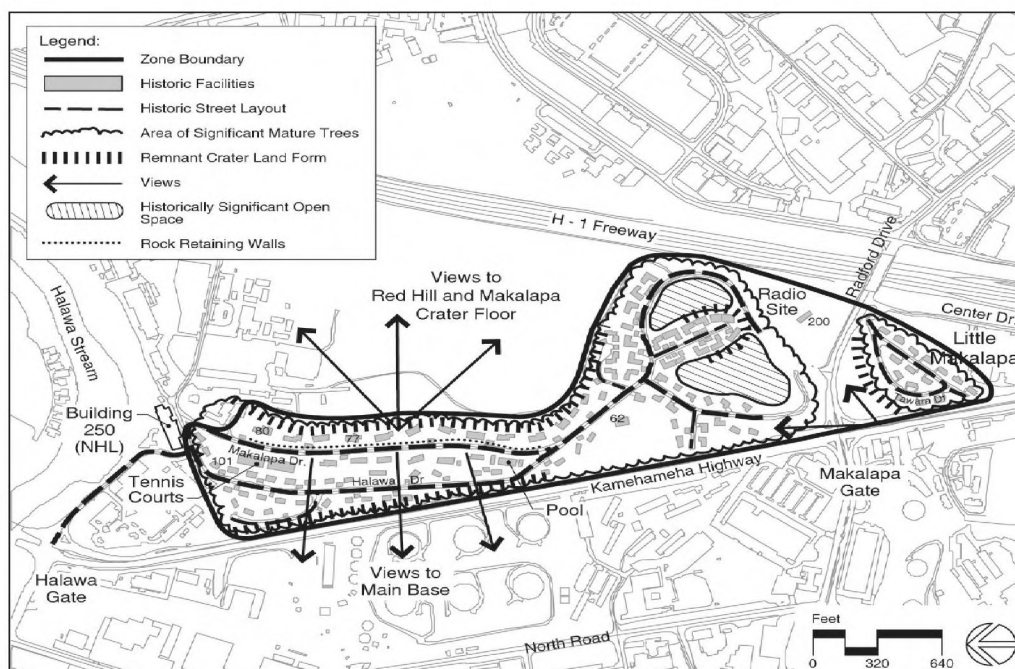 Legend:
Zone Boundary
Historic Facilities
Historic Street Layout
Area of Significant Mature Trees
Remnant Crater Land Form
Views
Historically Significant Open
Space
Rock Retaining Walls
H - 1 Freeway
Radford Drive
Views to
Red Hill and Makalapa
Crater Floor
Radio
Site
200
Center Dr.
Little
Makalapa
Tawara Dr
Halawa Stream
Building
250
(NHL)
80
77
62
Makalapa Dr.
101
Halawa Dr
Tennis
Courts
Kamehameha Highway
Makalapa
Gate
Pool
Halawa
Gate
Views to
Main Base
North Road
Feet
0 320 640